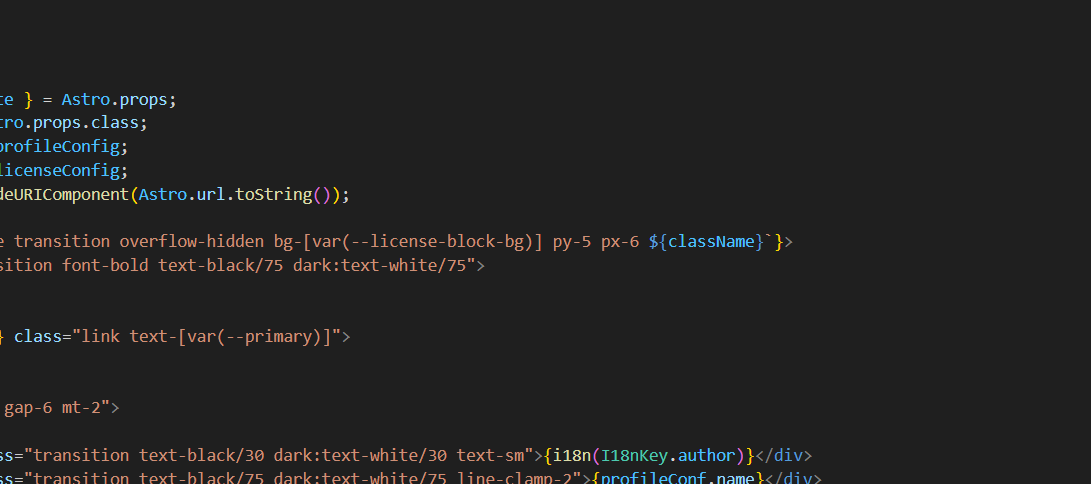 te } = Astro.props;
tro.props.class;
profileConfig;
licenseConfig;
deURIComponent(Astro.url.toString());
e transition overflow-hidden bg-[var(--license-block-bg)] py-5 px-6 ${className}`}>
sition font-bold text-black/75 dark:text-white/75">
} class="link text-[var(--primary)]">
gap-6 mt-2">
ss="transition text-black/30 dark:text-white/30 text-sm">{i18n(I18nKey.author)}</div>
ss="transition text-black/75 dark:text-white/75 line-clamp-2">{profileConf.name}</div>